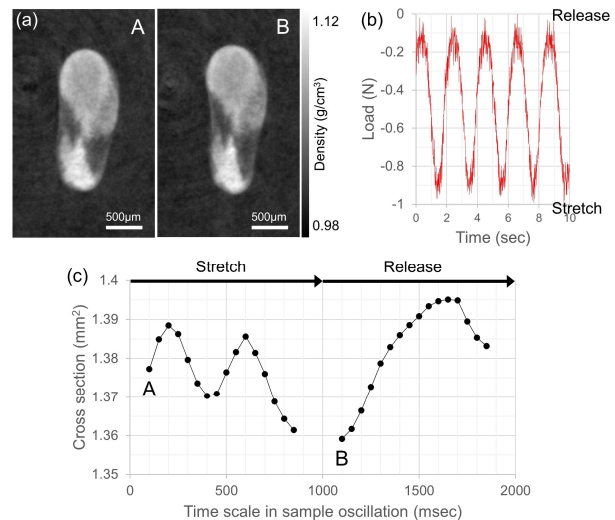 (a)
A
B
500µm
500µm
1.12
Density (g/cm³)
0.98
(b)
Release
Stretch
Load (N)
0
-0.2
-0.4
-0.6
-0.8
-1
0 2 4 6 8 10
Time (sec)
(c)
Stretch
Release
Cross section (mm²)
1.4
1.39
1.38
1.37
1.36
1.35
A
B
0 500 1000 1500 2000
Time scale in sample oscillation (msec)